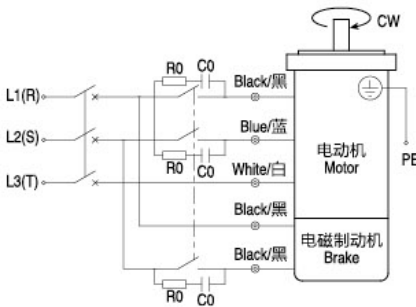 CW
R0 C0
L1(R) Black/黑
L2(S) Blue/蓝
R0 C0
电动机
Motor
PE
L3(T) White/白
Black/黑
电磁制动机
Brake
Black/黑
R0 C0